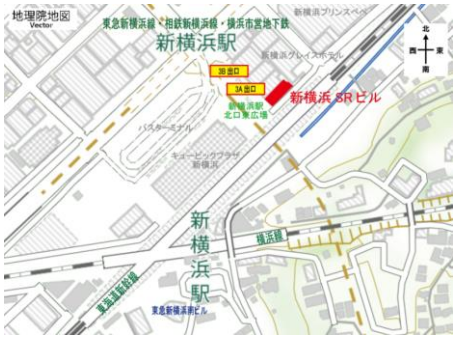 地理院地図
Vector
東急新横浜線・相鉄新横浜線・横浜市営地下鉄
新横浜駅
新横浜プリンスペペ
新横浜グレイスホテル
北
西
東
南
3B 出口
3A 出口
新横浜 SRビル
新横浜駅
北口東広場
バスターミナル
キュービックプラザ
新横浜
新横浜駅
横浜線
東海道新幹線
東急新横浜南ビル